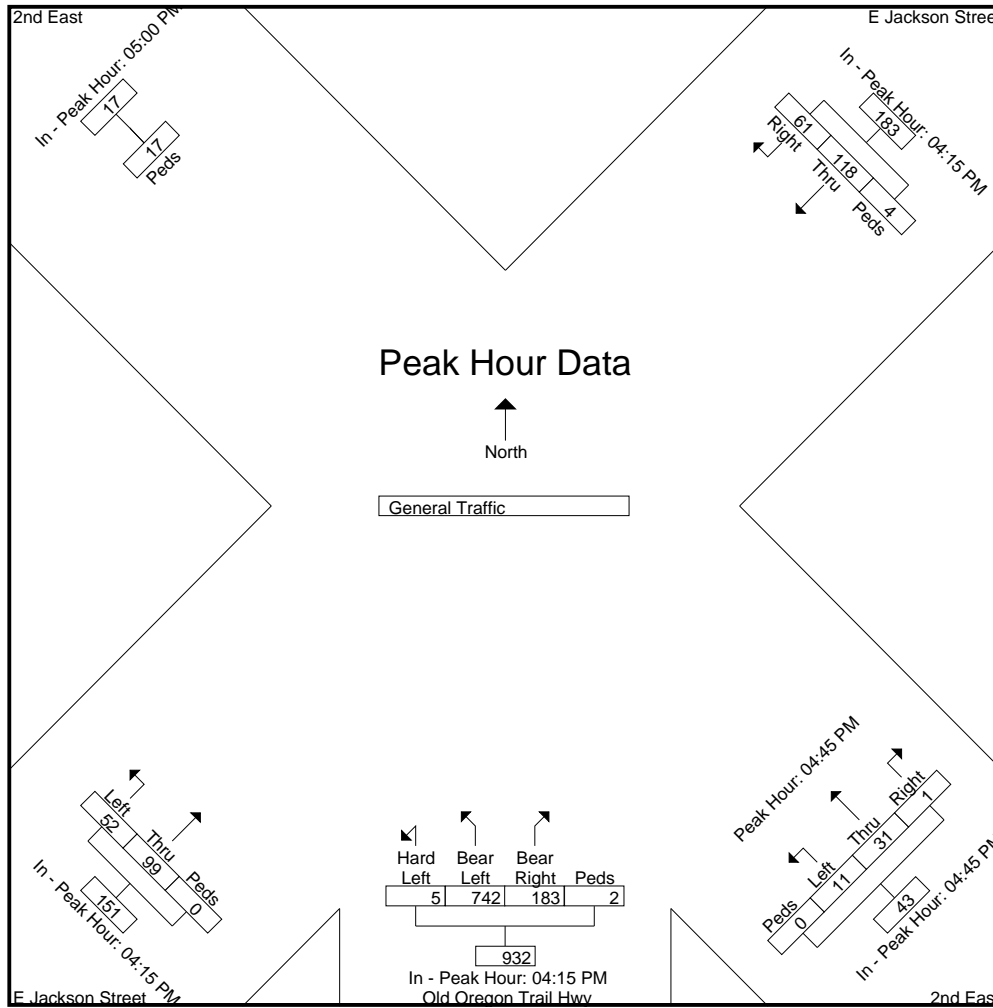 2nd East
In - Peak Hour: 05:00 PM
17
17
Peds
E Jackson Stree
In - Peak Hour: 04:15 PM
183
61
118
4
Right
Thru
Peds
Peak Hour Data
North
General Traffic
Left
Thru
Peds
52
99
0
151
In - Peak Hour: 04:15 PM
E Jackson Street
Hard Left
Bear Left
Bear Right
Peds
5
742
183
2
932
In - Peak Hour: 04:15 PM
Old Oregon Trail Hwy
Peak Hour: 04:45 PM
Right
Thru
Left
Peds
1
31
11
0
43
In - Peak Hour: 04:45 PM
2nd East